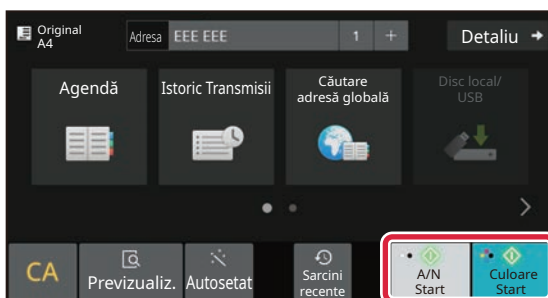 Original
A4
Adresa
EEE EEE
1
+
Detaliu
Agendă
Istoric Transmisii
Căutare
adresă globală
Disc local/
USB
CA
Previzualiz.
Autosetat
Sarcini
recente
A/N
Start
Culoare
Start